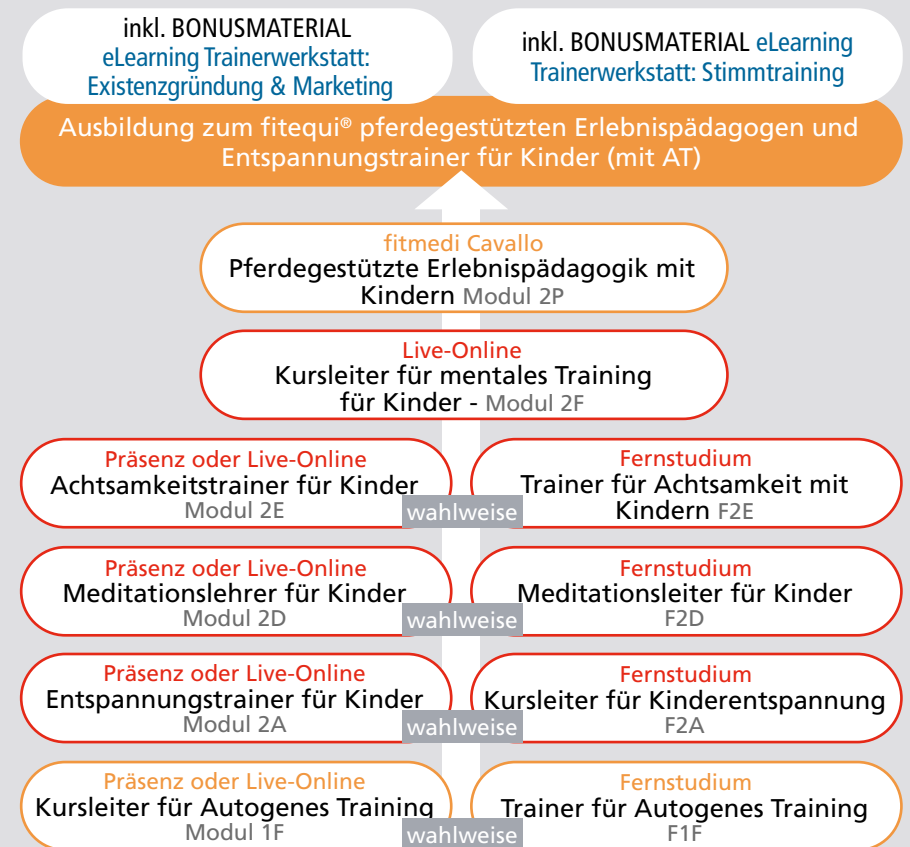 inkl. BONUSMATERIAL
eLearning Trainerwerkstatt:
Existenzgründung & Marketing
inkl. BONUSMATERIAL eLearning
Trainerwerkstatt: Stimmtraining
Ausbildung zum fitequi® pferdegestützten Erlebnispädagogen und
Entspannungstrainer für Kinder (mit AT)
fitmedi Cavallo
Pferdegestützte Erlebnispädagogik mit
Kindern Modul 2P
Live-Online
Kursleiter für mentales Training
für Kinder - Modul 2F
Präsenz oder Live-Online
Achtsamkeitstrainer für Kinder
Modul 2E
wahlweise
Fernstudium
Trainer für Achtsamkeit mit
Kindern F2E
Präsenz oder Live-Online
Meditationslehrer für Kinder
Modul 2D
wahlweise
Fernstudium
Meditationsleiter für Kinder
F2D
Präsenz oder Live-Online
Entspannungstrainer für Kinder
Modul 2A
wahlweise
Fernstudium
Kursleiter für Kinderentspannung
F2A
Präsenz oder Live-Online
Kursleiter für Autogenes Training
Modul 1F
wahlweise
Fernstudium
Trainer für Autogenes Training
F1F